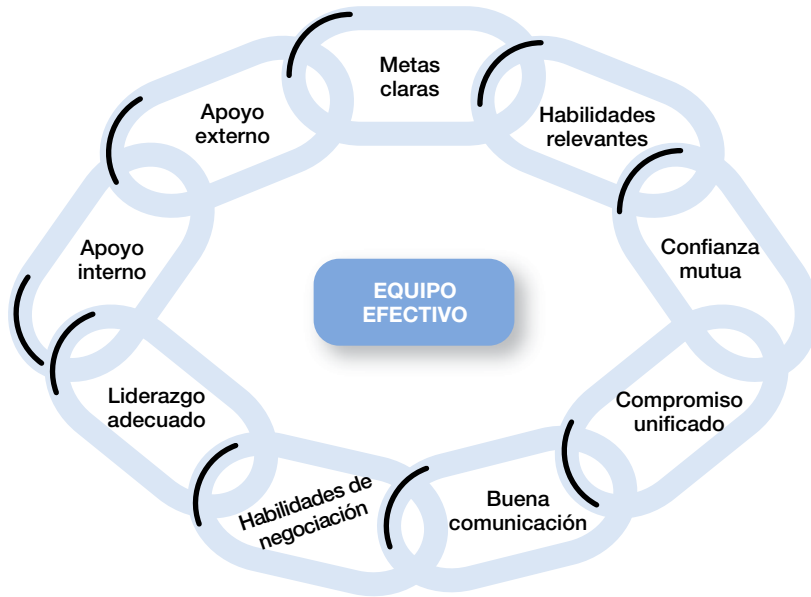 Metas
claras
Habilidades
relevantes
Confianza
mutua
Compromiso
unificado
Buena
comunicación
Habilidades de
negociación
Liderazgo
adecuado
Apoyo
interno
Apoyo
externo
EQUIPO
EFECTIVO